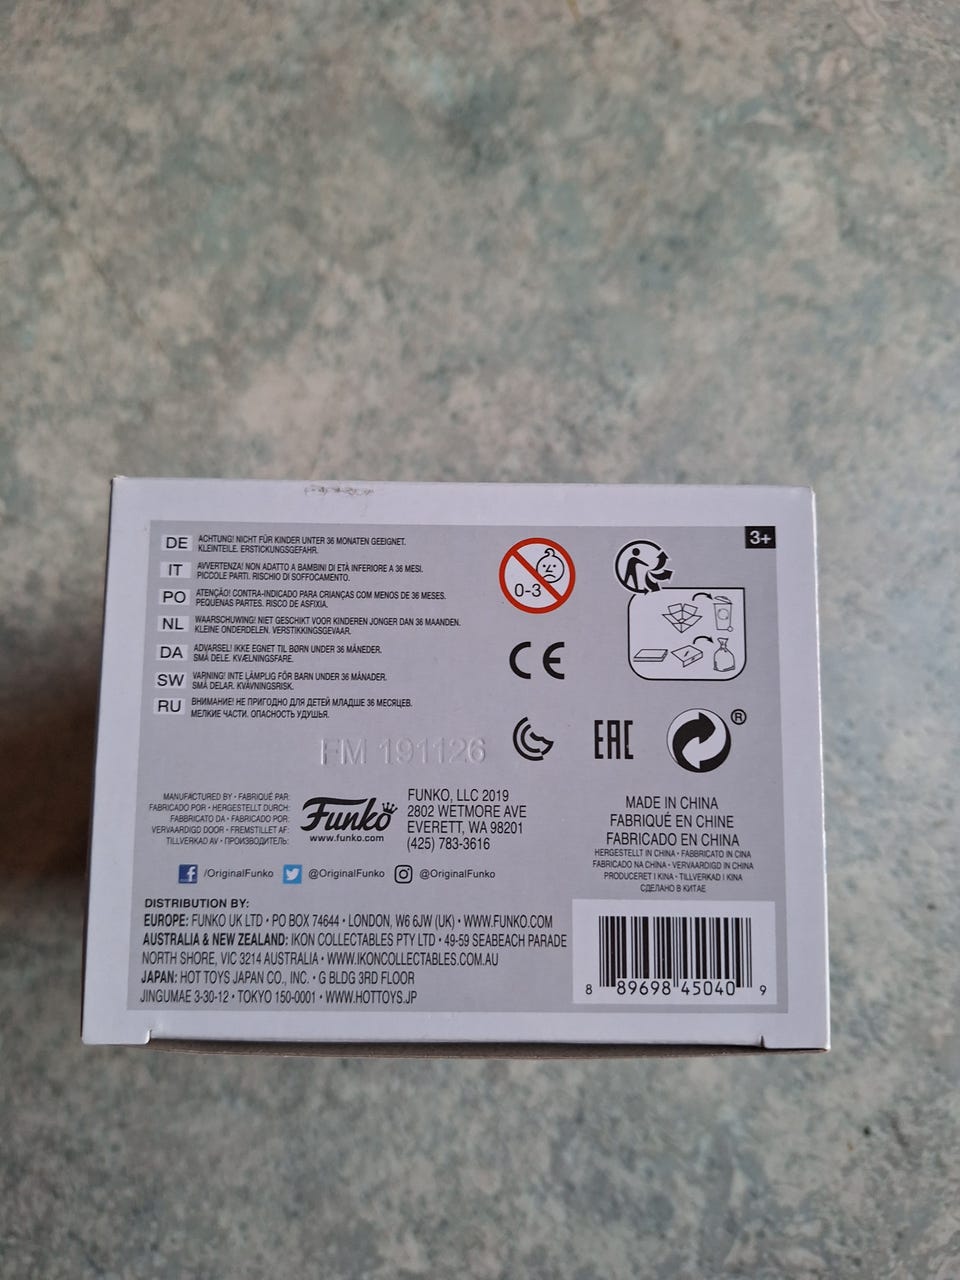 3+
DE ACHTUNG! NICHT FÜR KINDER UNTER 36 MONATEN GEEIGNET.
KLEINTEILE. ERSTICKUNGSGEFAHR.
IT AVVERTENZA! NON ADATTO A BAMBINI DI ETÀ INFERIORE A 36 MESI.
PICCOLE PARTI. RISCHIO DI SOFFOCAMENTO.
PO ATENÇÃO! CONTRA-INDICADO PARA CRIANÇAS COM MENOS DE 36 MESES.
PEQUENAS PARTES. RISCO DE ASFIXIA.
NL WAARSCHUWING! NIET GESCHIKT VOOR KINDEREN JONGER DAN 36 MAANDEN.
KLEINE ONDERDELEN. VERSTIKKINGSGEVAAR.
DA ADVARSEL! IKKE EGNET TIL BØRN UNDER 36 MÅNEDER.
SMÅ DELE. KVÆLNINGSFARE.
SW VARNING! INTE LÄMPLIG FÖR BARN UNDER 36 MÅNADER.
SMÅ DELAR. KVÄVNINGSRISK.
RU ВНИМАНИЕ! НЕ ПРИГОДНО ДЛЯ ДЕТЕЙ МЛАДШЕ 36 МЕСЯЦЕВ.
МЕЛКИЕ ЧАСТИ. ОПАСНОСТЬ УДУШЬЯ.
0-3
CE
EAC
®
FM 191126
MANUFACTURED BY • FABRIQUÉ PAR:
FABRICADO POR • HERGESTELLT DURCH:
FABBRICATO DA • FABRICADO POR:
VERVAARDIGD DOOR • FREMSTILLET AF:
TILLVERKAD AV • ПРОИЗВОДИТЕЛЬ:
Funko
www.funko.com
FUNKO, LLC 2019
2802 WETMORE AVE
EVERETT, WA 98201
(425) 783-3616
MADE IN CHINA
FABRIQUÉ EN CHINE
FABRICADO EN CHINA
HERGESTELLT IN CHINA • FABBRICATO IN CINA
FABRICADO NA CHINA • VERVAARDIGD IN CHINA
PRODUCERET I KINA • TILLVERKAD I KINA
СДЕЛАНО В КИТАЕ
/OriginalFunko @OriginalFunko @OriginalFunko
DISTRIBUTION BY:
EUROPE: FUNKO UK LTD • PO BOX 74644 • LONDON, W6 6JW (UK) • WWW.FUNKO.COM
AUSTRALIA & NEW ZEALAND: IKON COLLECTABLES PTY LTD • 49-59 SEABEACH PARADE
NORTH SHORE, VIC 3214 AUSTRALIA • WWW.IKONCOLLECTABLES.COM.AU
JAPAN: HOT TOYS JAPAN CO., INC. • G BLDG 3RD FLOOR
JINGUMAE 3-30-12 • TOKYO 150-0001 • WWW.HOTTOYS.JP
8 89698 45040 9